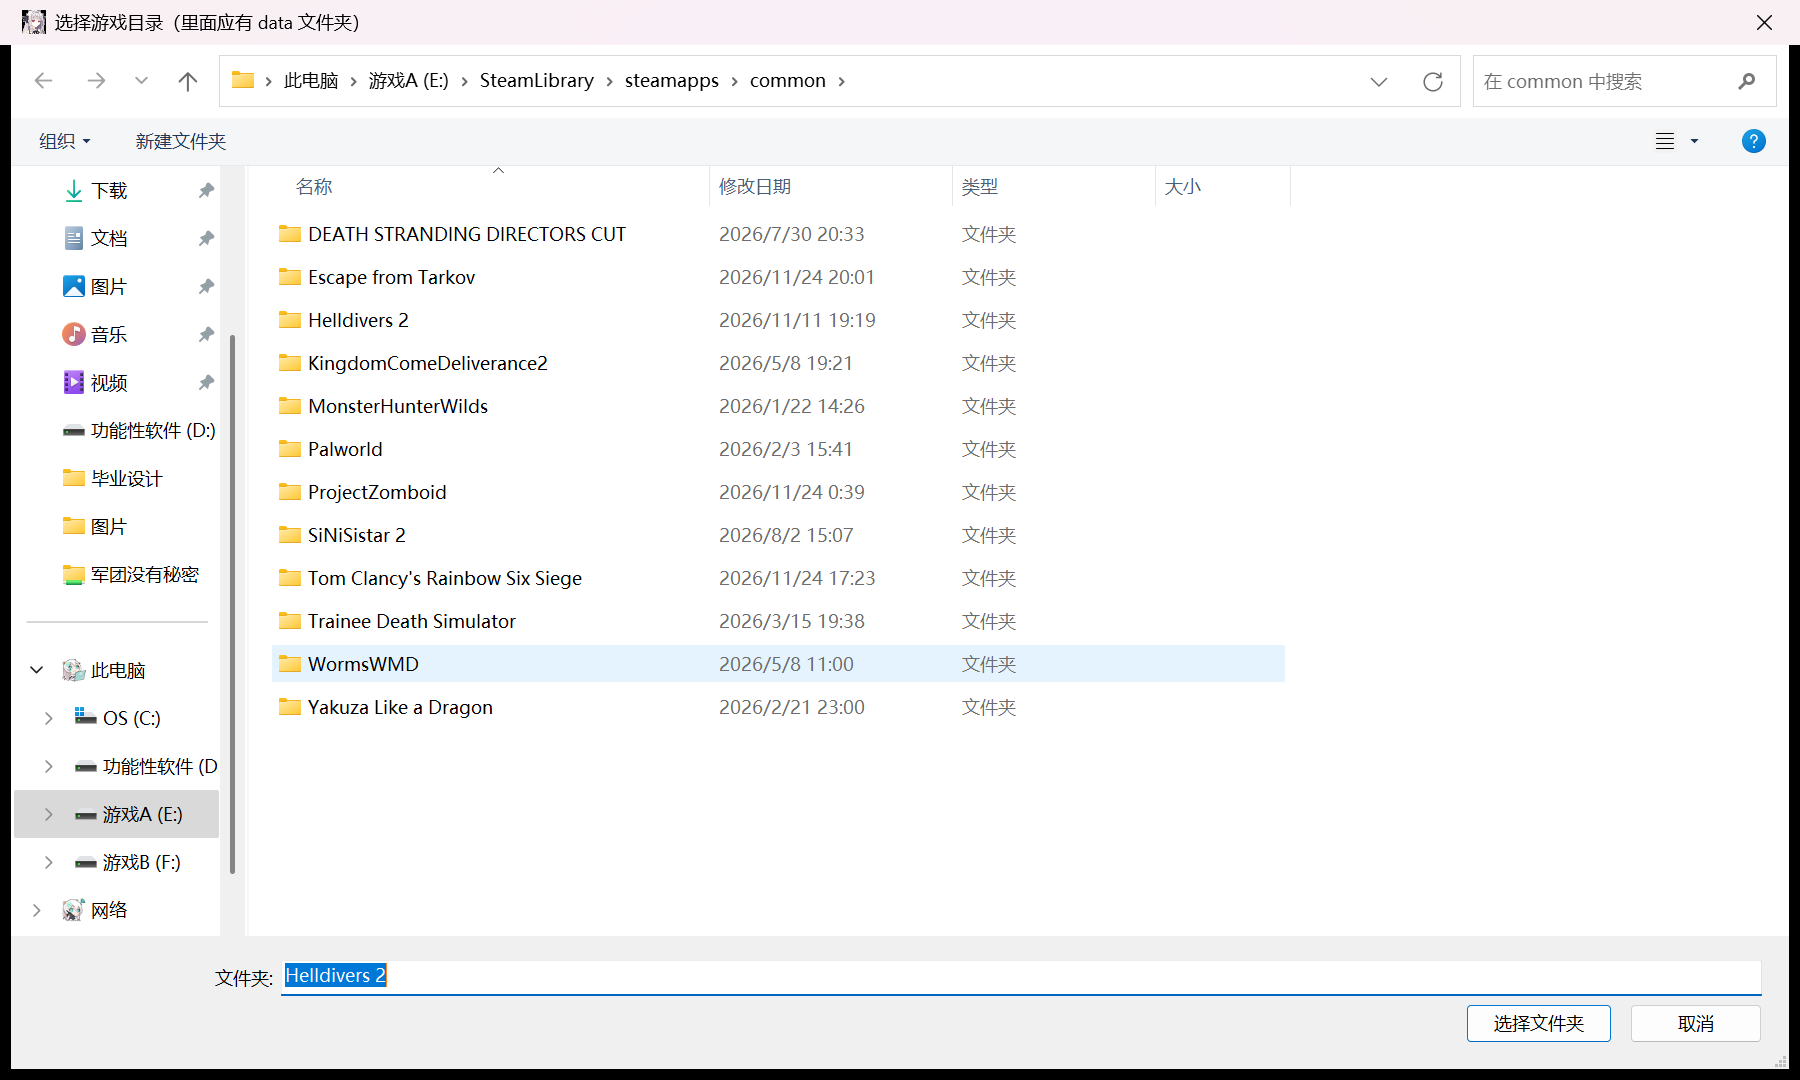 选择游戏目录（里面应有 data 文件夹）
此电脑 › 游戏A (E:) › SteamLibrary › steamapps › common ›
在 common 中搜索
组织
新建文件夹
下载
文档
图片
音乐
视频
功能性软件 (D:)
毕业设计
图片
军团没有秘密
此电脑
OS (C:)
功能性软件 (D
游戏A (E:)
游戏B (F:)
网络
名称 修改日期 类型 大小
DEATH STRANDING DIRECTORS CUT 2026/7/30 20:33 文件夹
Escape from Tarkov 2026/11/24 20:01 文件夹
Helldivers 2 2026/11/11 19:19 文件夹
KingdomComeDeliverance2 2026/5/8 19:21 文件夹
MonsterHunterWilds 2026/1/22 14:26 文件夹
Palworld 2026/2/3 15:41 文件夹
ProjectZomboid 2026/11/24 0:39 文件夹
SiNiSistar 2 2026/8/2 15:07 文件夹
Tom Clancy's Rainbow Six Siege 2026/11/24 17:23 文件夹
Trainee Death Simulator 2026/3/15 19:38 文件夹
WormsWMD 2026/5/8 11:00 文件夹
Yakuza Like a Dragon 2026/2/21 23:00 文件夹
文件夹: Helldivers 2
选择文件夹
取消